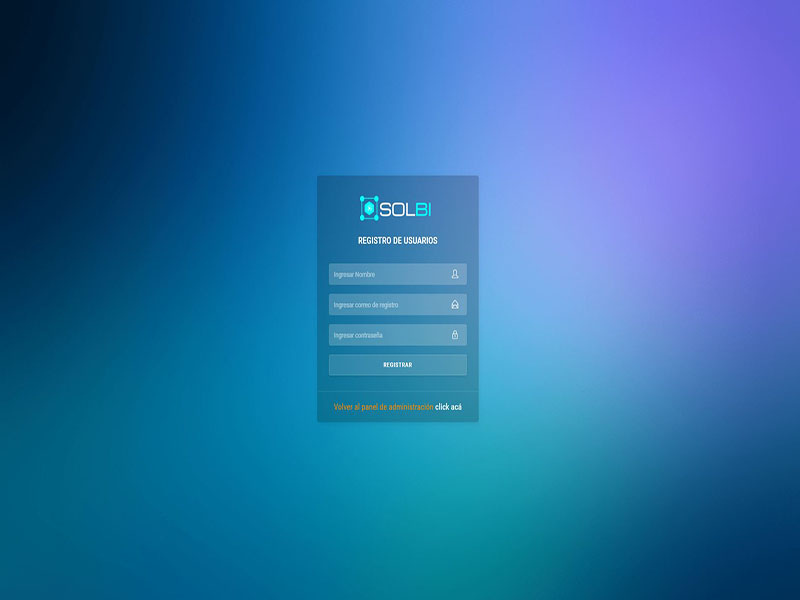 SOLBI
REGISTRO DE USUARIOS
Ingresar Nombre
Ingresar correo de registro
Ingresar contraseña
REGISTRAR
Volver al panel de administración click acá